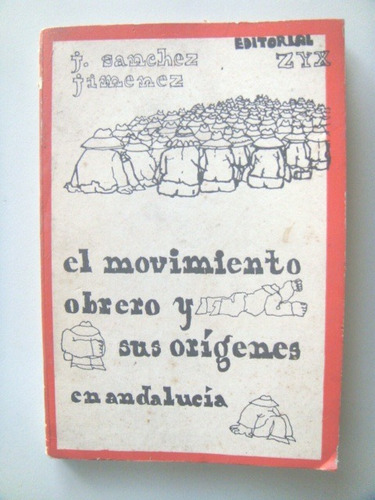 j. sanchez
jimenez
EDITORIAL
ZYX
el movimiento
obrero y
sus orígenes
en andalucía